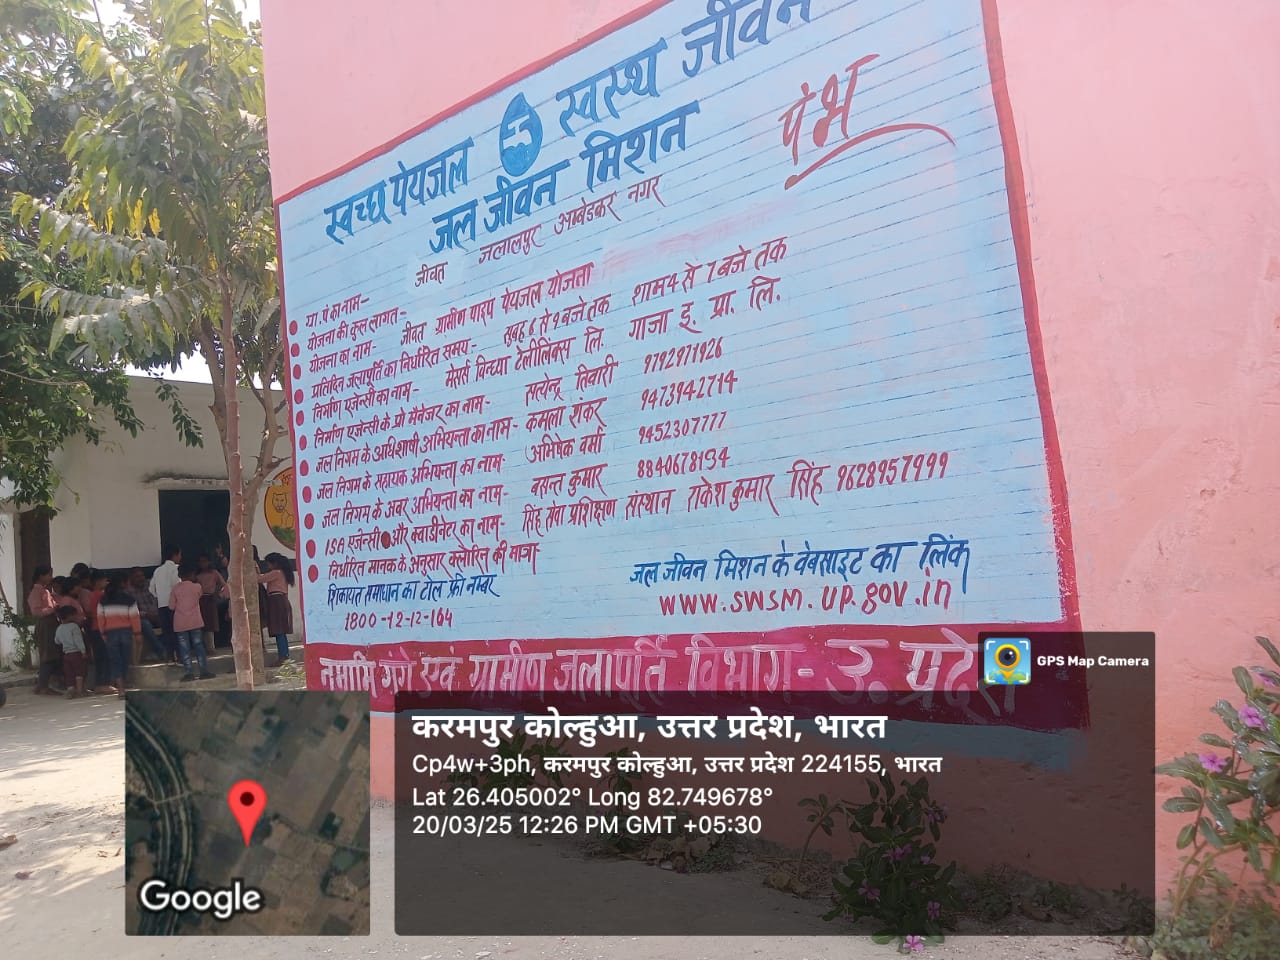 स्वच्छ पेयजल स्वस्थ जीवन
जल जीवन मिशन
पंभ
जीवत जलालपुर अम्बेडकर नगर
ग्रा. पं का नाम-
योजना की कुल लागत-
योजना का नाम- जीवत ग्रामीण पाइप पेयजल योजना
प्रतिदिन जलापूर्ति का निर्धारित समय- सुबह 6 से 9 बजे तक शाम 4 से 7 बजे तक
निर्माण एजेन्सी का नाम- मेसर्स विन्ध्या टेलीलिंक्स लि. गाजा इ. प्रा. लि.
निर्माण एजेन्सी के प्रो मैनेजर का नाम- सत्येन्द्र तिवारी 9792971926
जल निगम के अधिशाषी अभियन्ता का नाम- कमला शंकर 9473942714
जल निगम के सहायक अभियन्ता का नाम- अभिषेक वर्मा 9452307777
जल निगम के अवर अभियन्ता का नाम- बसन्त कुमार 8840678194
ISA एजेन्सी और क्वाडीनेटर का नाम- सिंह सेवा प्रशिक्षण संस्थान राकेश कुमार सिंह 9628957999
निर्धारित मानक के अनुसार क्लोरिन की मात्रा-
शिकायत समाधान का टोल फ्री नम्बर
1800-12-12-164
जल जीवन मिशन के वेबसाइट का लिंक
www.swsm.up.gov.in
नमामि गंगे एवं ग्रामीण जलापूर्ति विभाग- उ. प्रदेश
GPS Map Camera
करमपुर कोल्हुआ, उत्तर प्रदेश, भारत
Cp4w+3ph, करमपुर कोल्हुआ, उत्तर प्रदेश 224155, भारत
Lat 26.405002° Long 82.749678°
20/03/25 12:26 PM GMT +05:30
Google